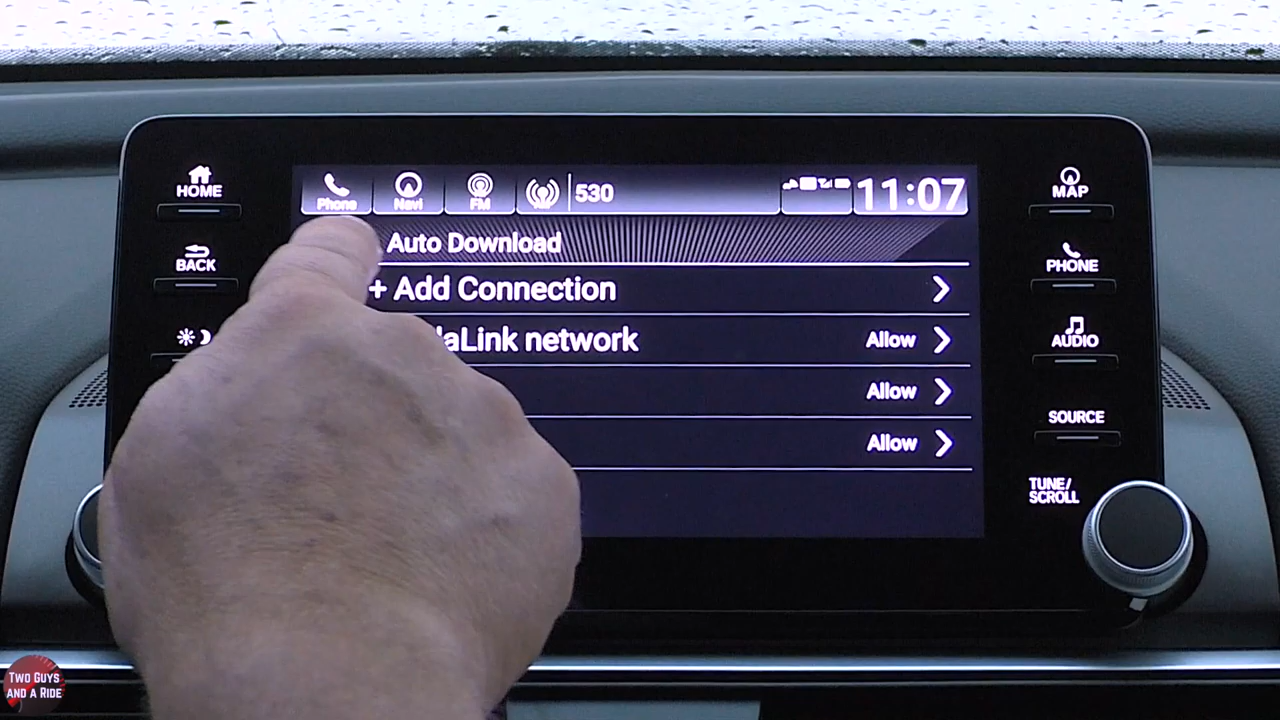 HOME
BACK
Phone
Navi
FM
530
11:07
Auto Download
+ Add Connection
aLink network
Allow
Allow
Allow
MAP
PHONE
AUDIO
SOURCE
TUNE/
SCROLL
TWO GUYS
AND A RIDE